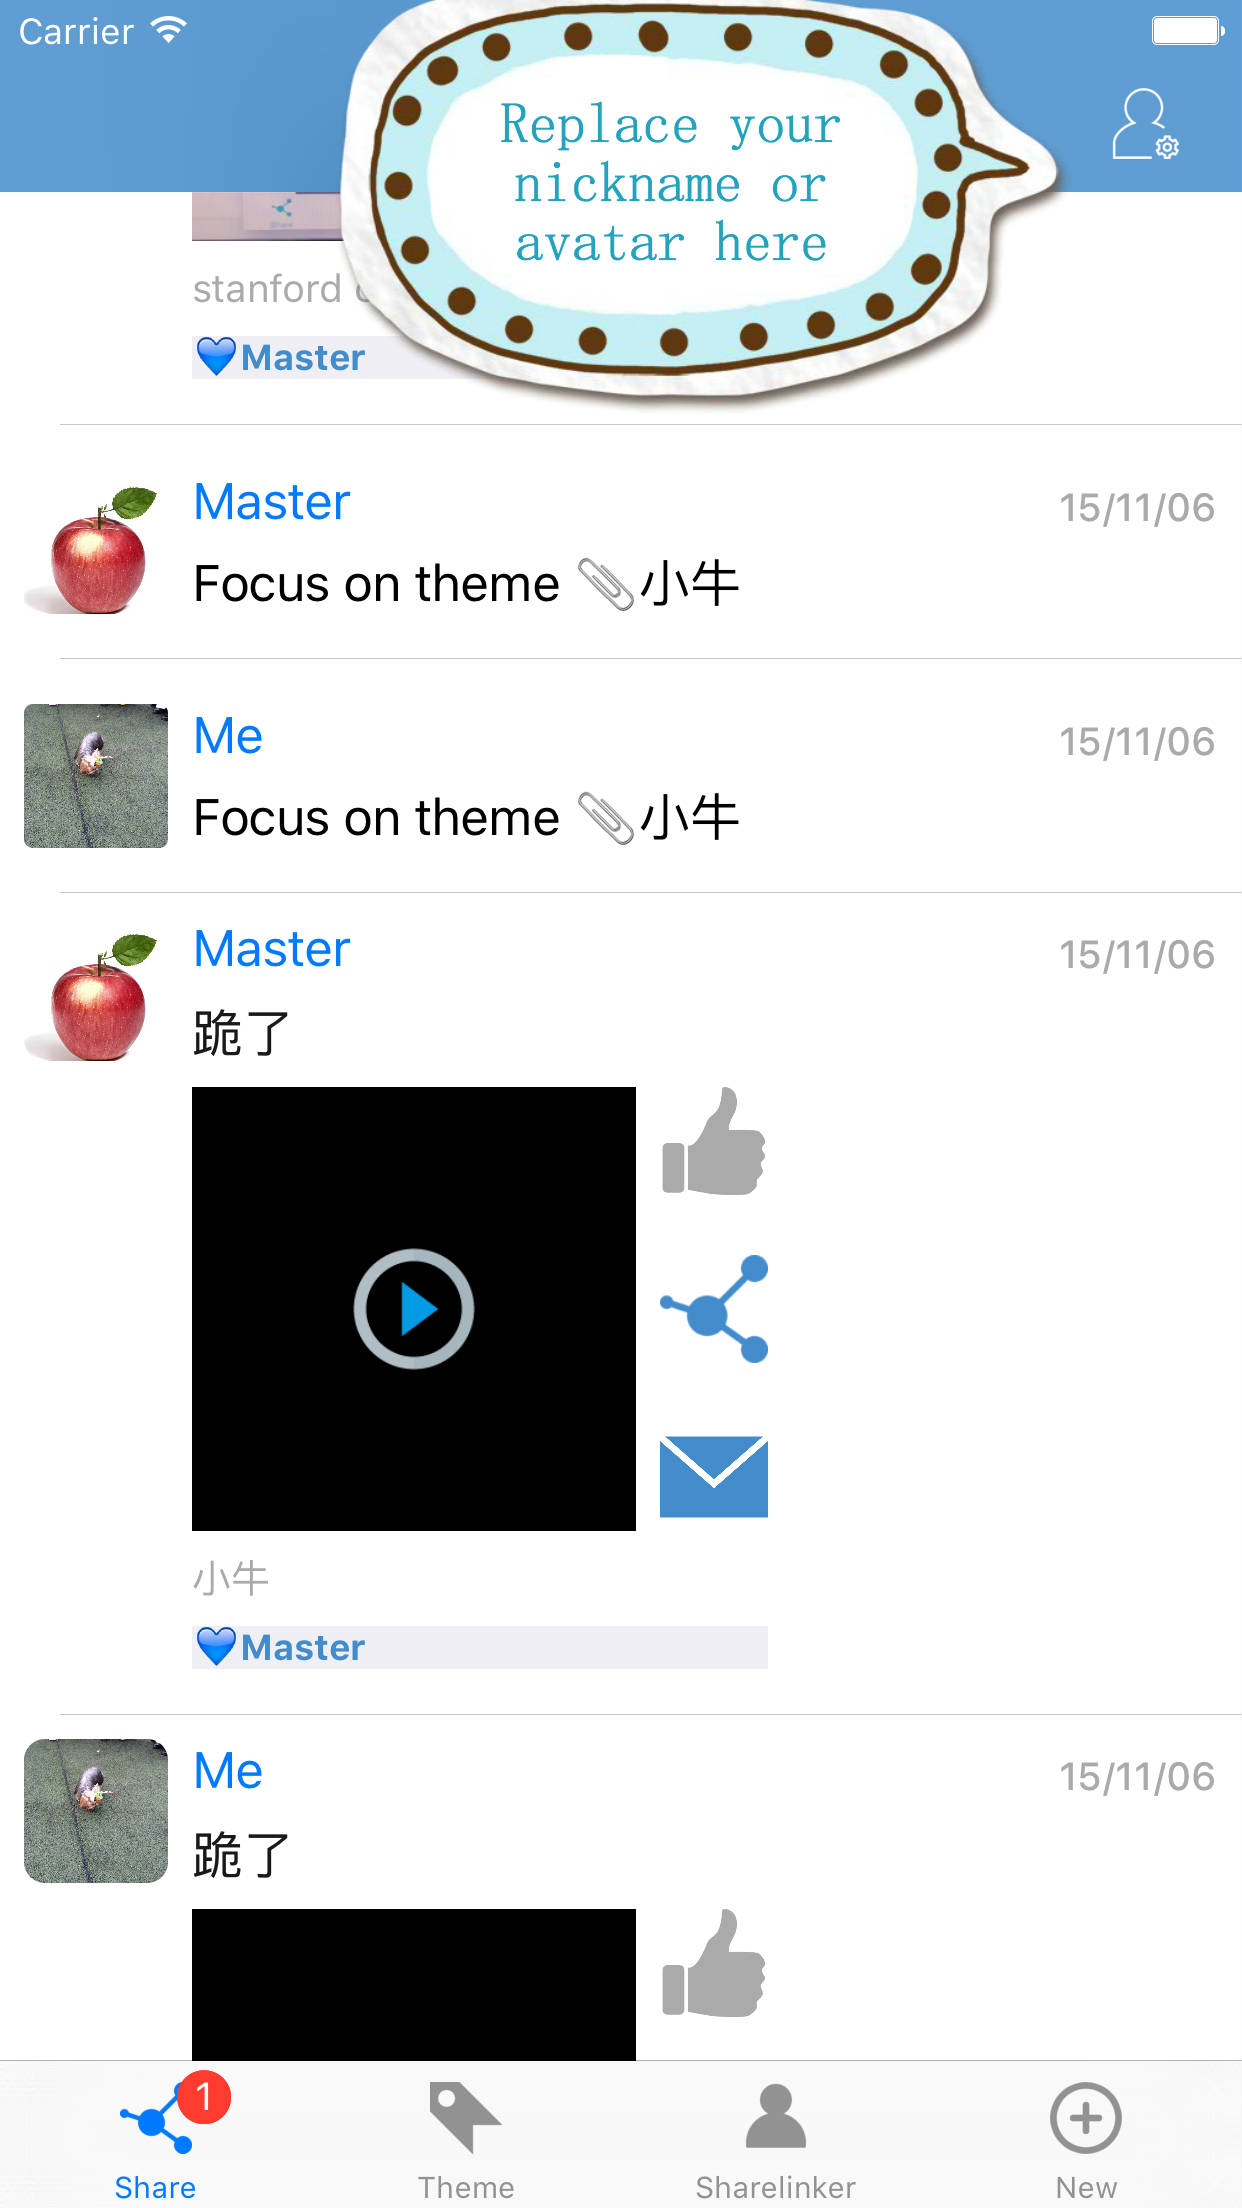 Carrier
Replace your
nickname or
avatar here
Share
stanford
💙Master
Master
15/11/06
Focus on theme 📎小牛
Me
15/11/06
Focus on theme 📎小牛
Master
15/11/06
跪了
小牛
💙Master
Me
15/11/06
跪了
1
Share
Theme
Sharelinker
New